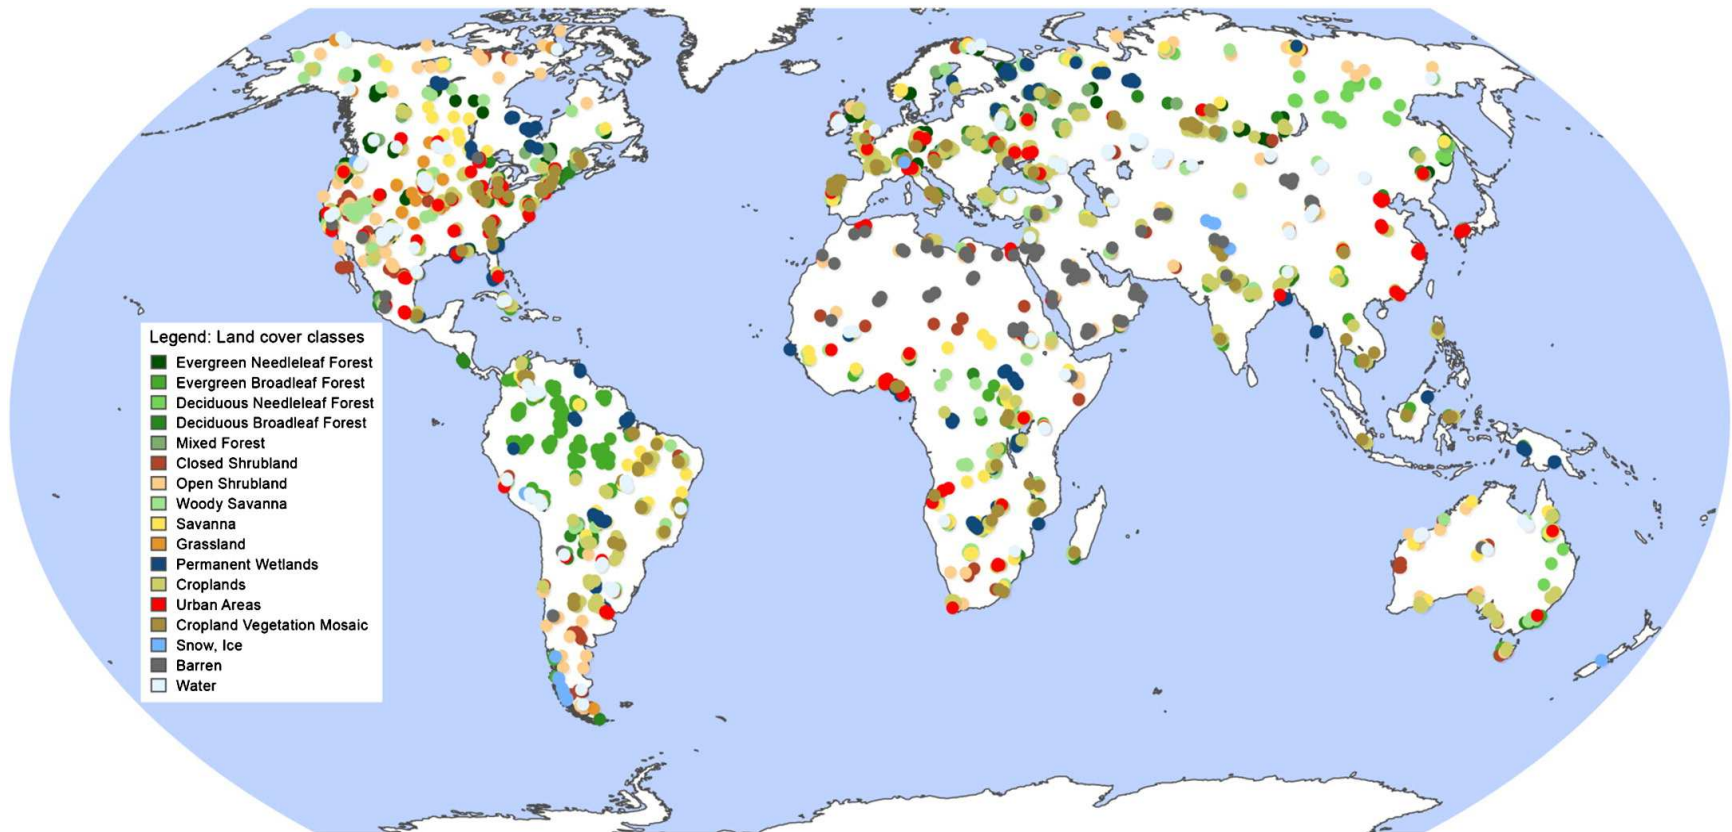 Legend: Land cover classes
Evergreen Needleleaf Forest
Evergreen Broadleaf Forest
Deciduous Needleleaf Forest
Deciduous Broadleaf Forest
Mixed Forest
Closed Shrubland
Open Shrubland
Woody Savanna
Savanna
Grassland
Permanent Wetlands
Croplands
Urban Areas
Cropland Vegetation Mosaic
Snow, Ice
Barren
Water